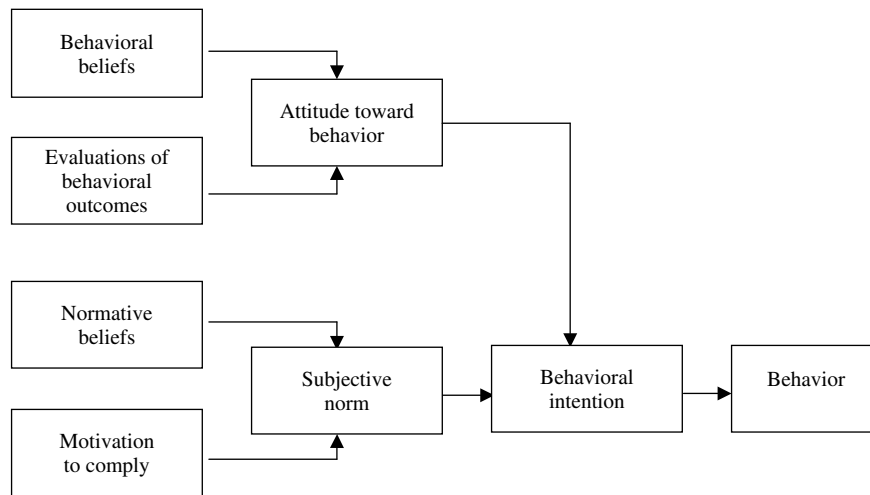 Behavioral
beliefs
Attitude toward
behavior
Evaluations of
behavioral
outcomes
Normative
beliefs
Subjective
norm
Behavioral
intention
Behavior
Motivation
to comply